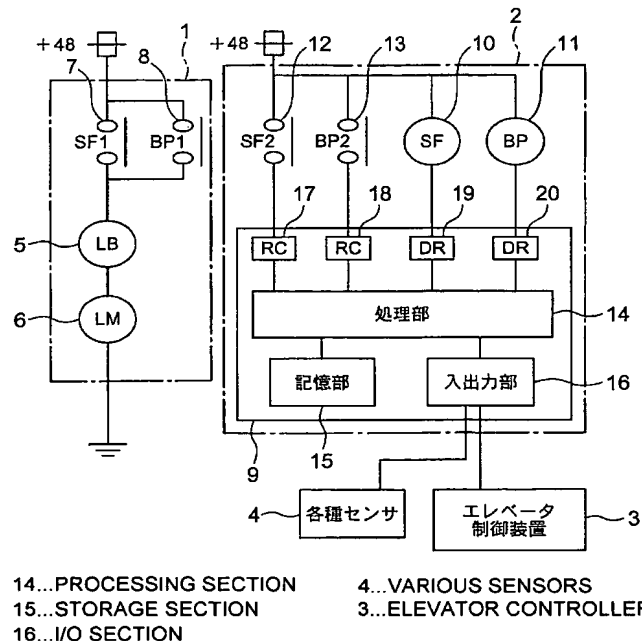 +48 1 +48 12 13 10 2 11
7 8
SF1 BP1 SF2 BP2 SF BP
17 18 19 20
5 LB RC RC DR DR
6 LM 処理部 14
記憶部 入出力部 16
9 15
4 各種センサ エレベータ 3
制御装置
14...PROCESSING SECTION 4...VARIOUS SENSORS
15...STORAGE SECTION 3...ELEVATOR CONTROLLER
16...I/O SECTION